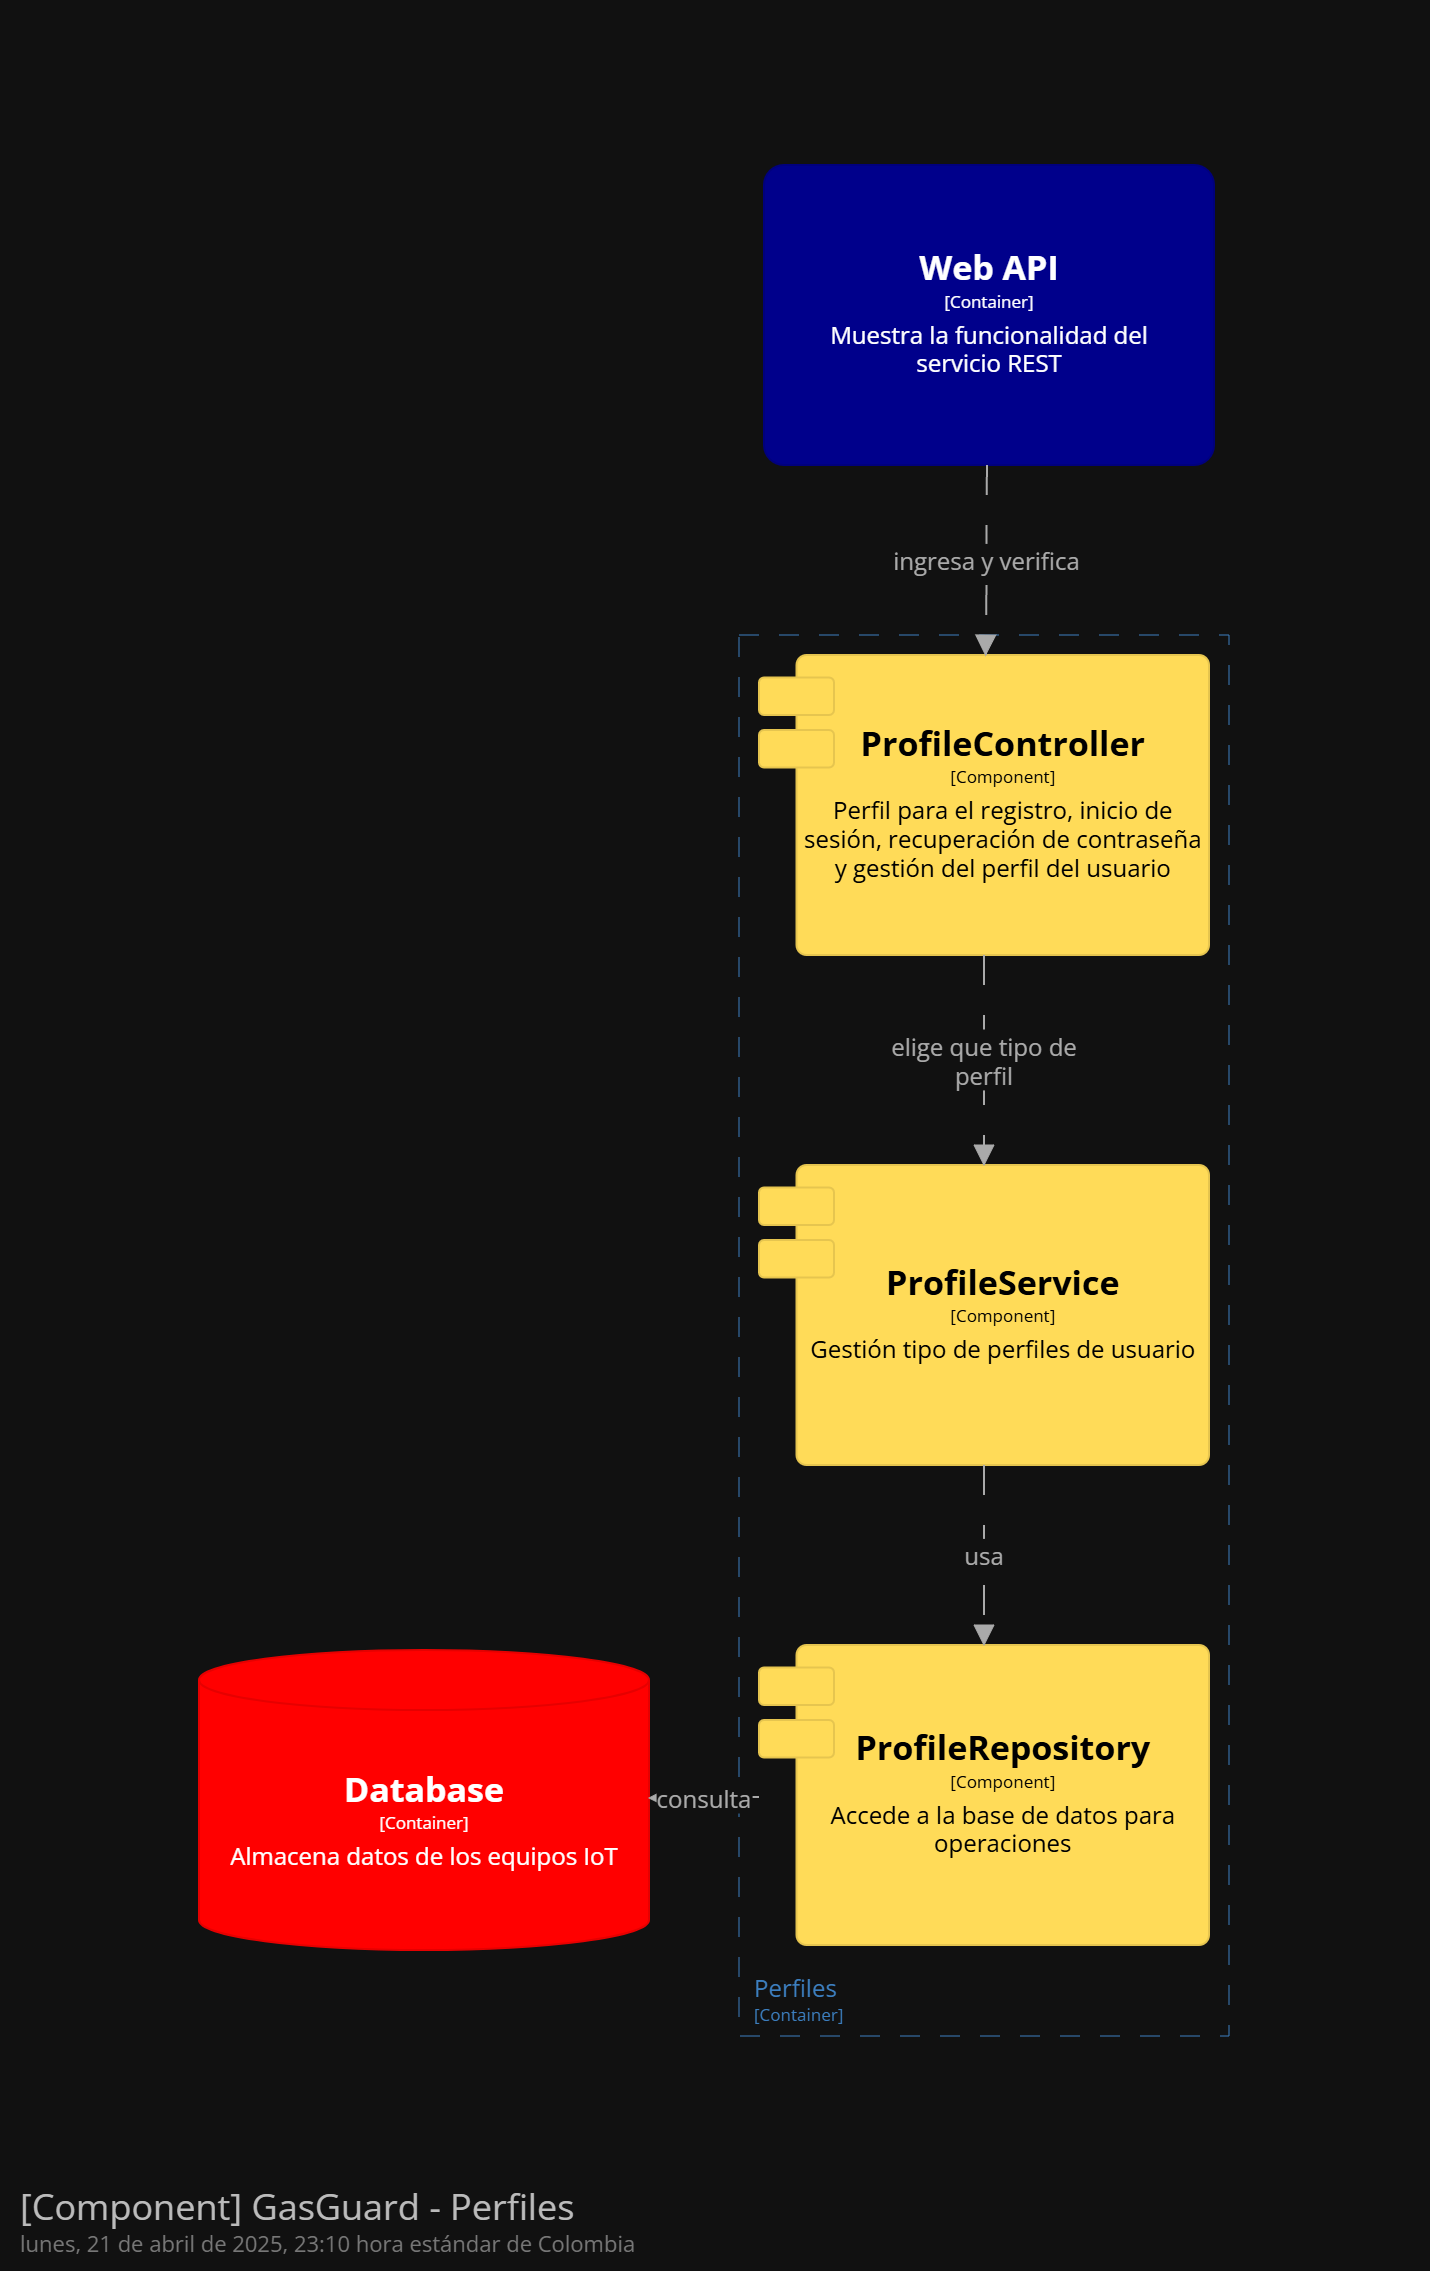 Web API
[Container]
Muestra la funcionalidad del
servicio REST
ingresa y verifica
ProfileController
[Component]
Perfil para el registro, inicio de
sesión, recuperación de contraseña
y gestión del perfil del usuario
elige que tipo de
perfil
ProfileService
[Component]
Gestión tipo de perfiles de usuario
usa
ProfileRepository
[Component]
Accede a la base de datos para
operaciones
consulta
Database
[Container]
Almacena datos de los equipos IoT
Perfiles
[Container]
[Component] GasGuard - Perfiles
lunes, 21 de abril de 2025, 23:10 hora estándar de Colombia